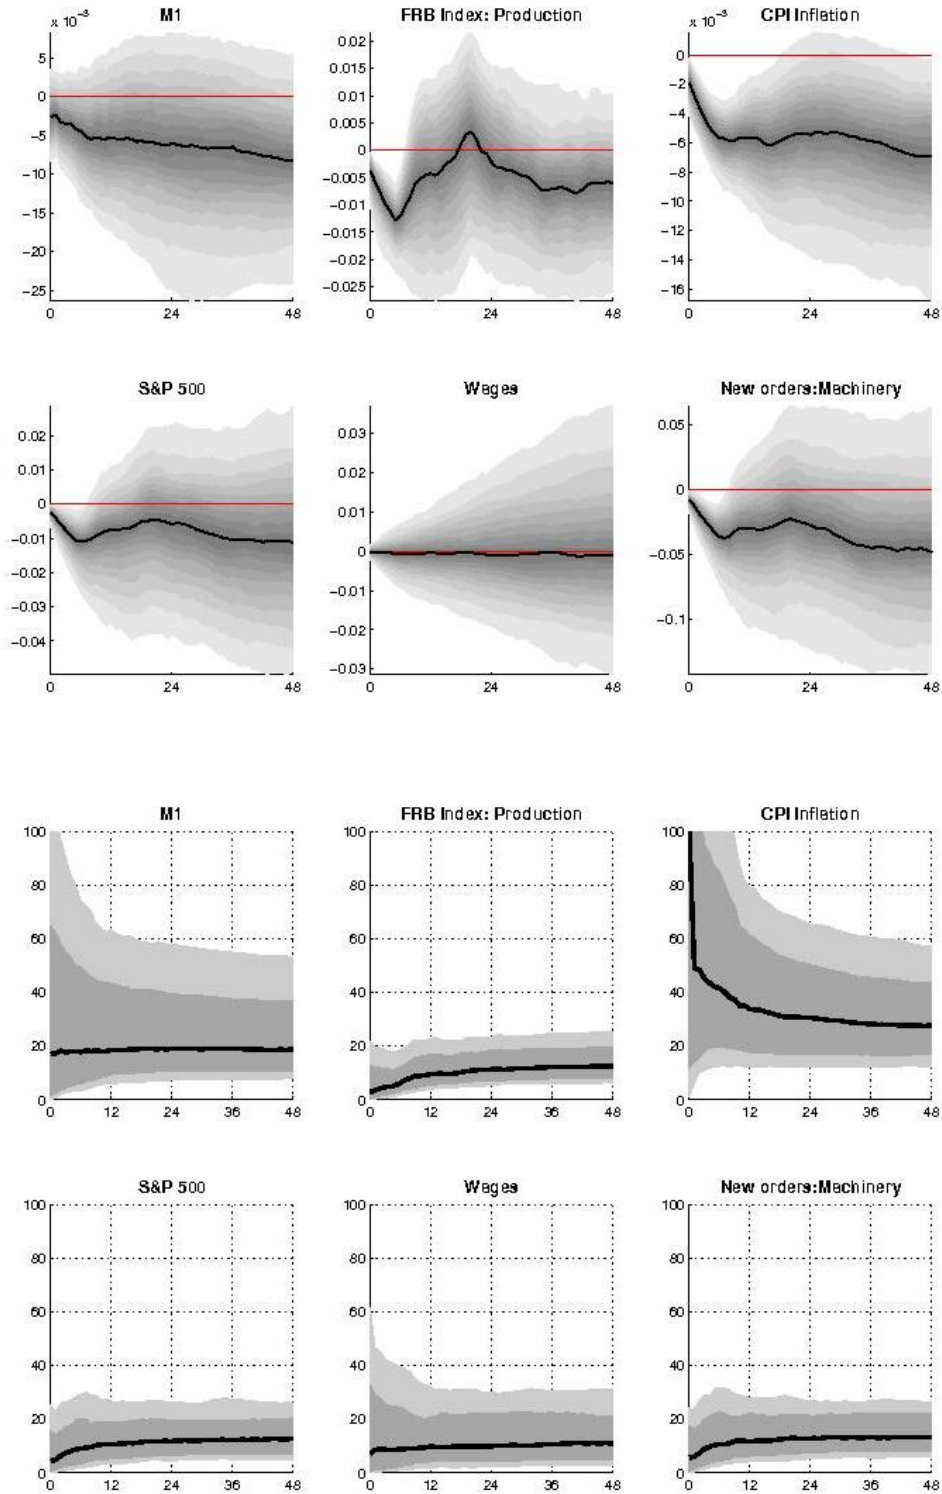 M1 FRB Index: Production CPI Inflation
x 10⁻³ x 10⁻³
5 0 −5 −10 −15 −20 −25
0.02 0.015 0.01 0.005 0 −0.005 −0.01 −0.015 −0.02 −0.025
0 −2 −4 −6 −8 −10 −12 −14 −16
0 24 48 0 24 48 0 24 48
S&P 500 Wages New orders:Machinery
0.02 0.01 0 −0.01 −0.02 −0.03 −0.04
0.03 0.02 0.01 0 −0.01 −0.02 −0.03
0.05 0 −0.05 −0.1
0 24 48 0 24 48 0 24 48
M1 FRB Index: Production CPI Inflation
100 80 60 40 20 0
100 80 60 40 20 0
100 80 60 40 20 0
0 12 24 36 48 0 12 24 36 48 0 12 24 36 48
S&P 500 Wages New orders:Machinery
100 80 60 40 20 0
100 80 60 40 20 0
100 80 60 40 20 0
0 12 24 36 48 0 12 24 36 48 0 12 24 36 48